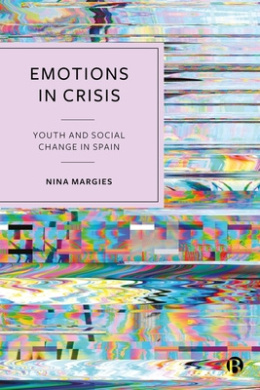 EMOTIONS
IN CRISIS
YOUTH AND SOCIAL
CHANGE IN SPAIN
NINA MARGIES
B